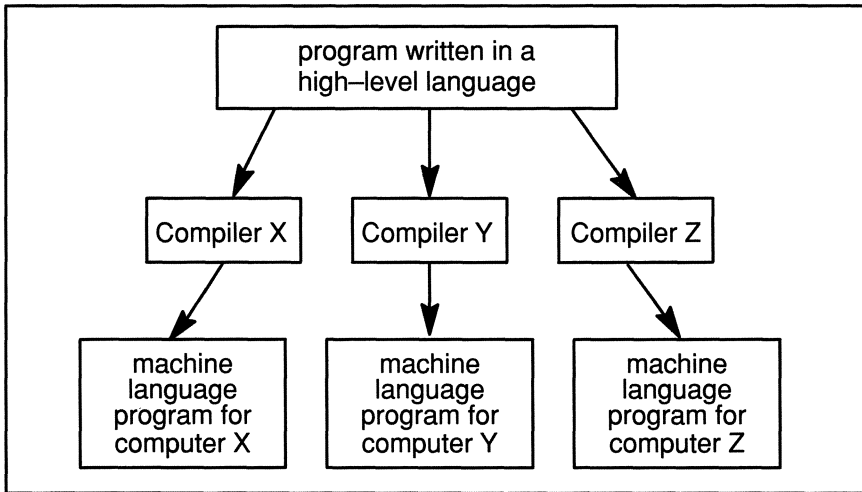 program written in a
high–level language
Compiler X
Compiler Y
Compiler Z
machine
language
program for
computer X
machine
language
program for
computer Y
machine
language
program for
computer Z